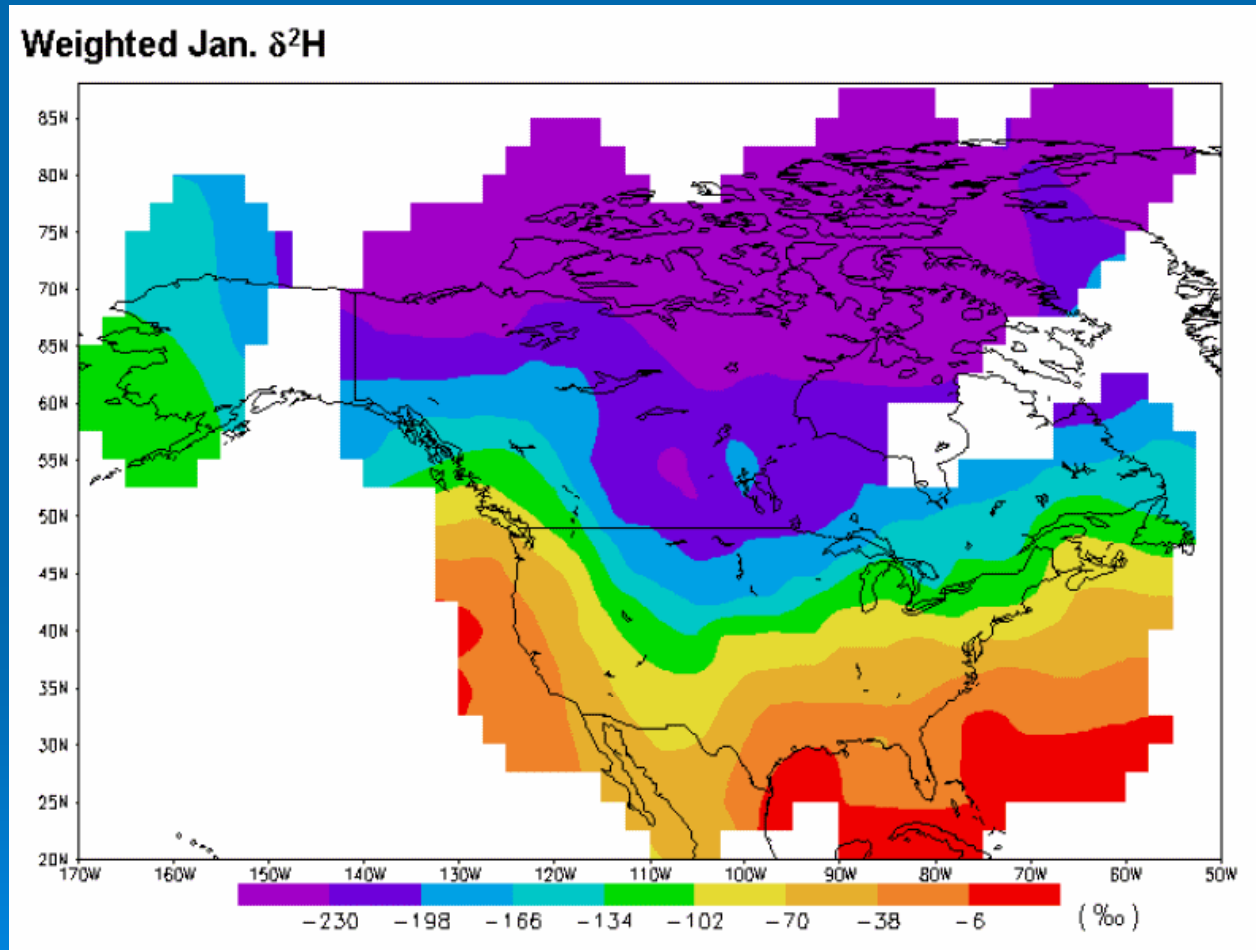 Weighted Jan. δ²H
85N
80N
75N
70N
65N
60N
55N
50N
45N
40N
35N
30N
25N
20N
170W 160W 150W 140W 130W 120W 110W 100W 90W 80W 70W 60W 50W
-230 -198 -166 -134 -102 -70 -38 -6 (‰)